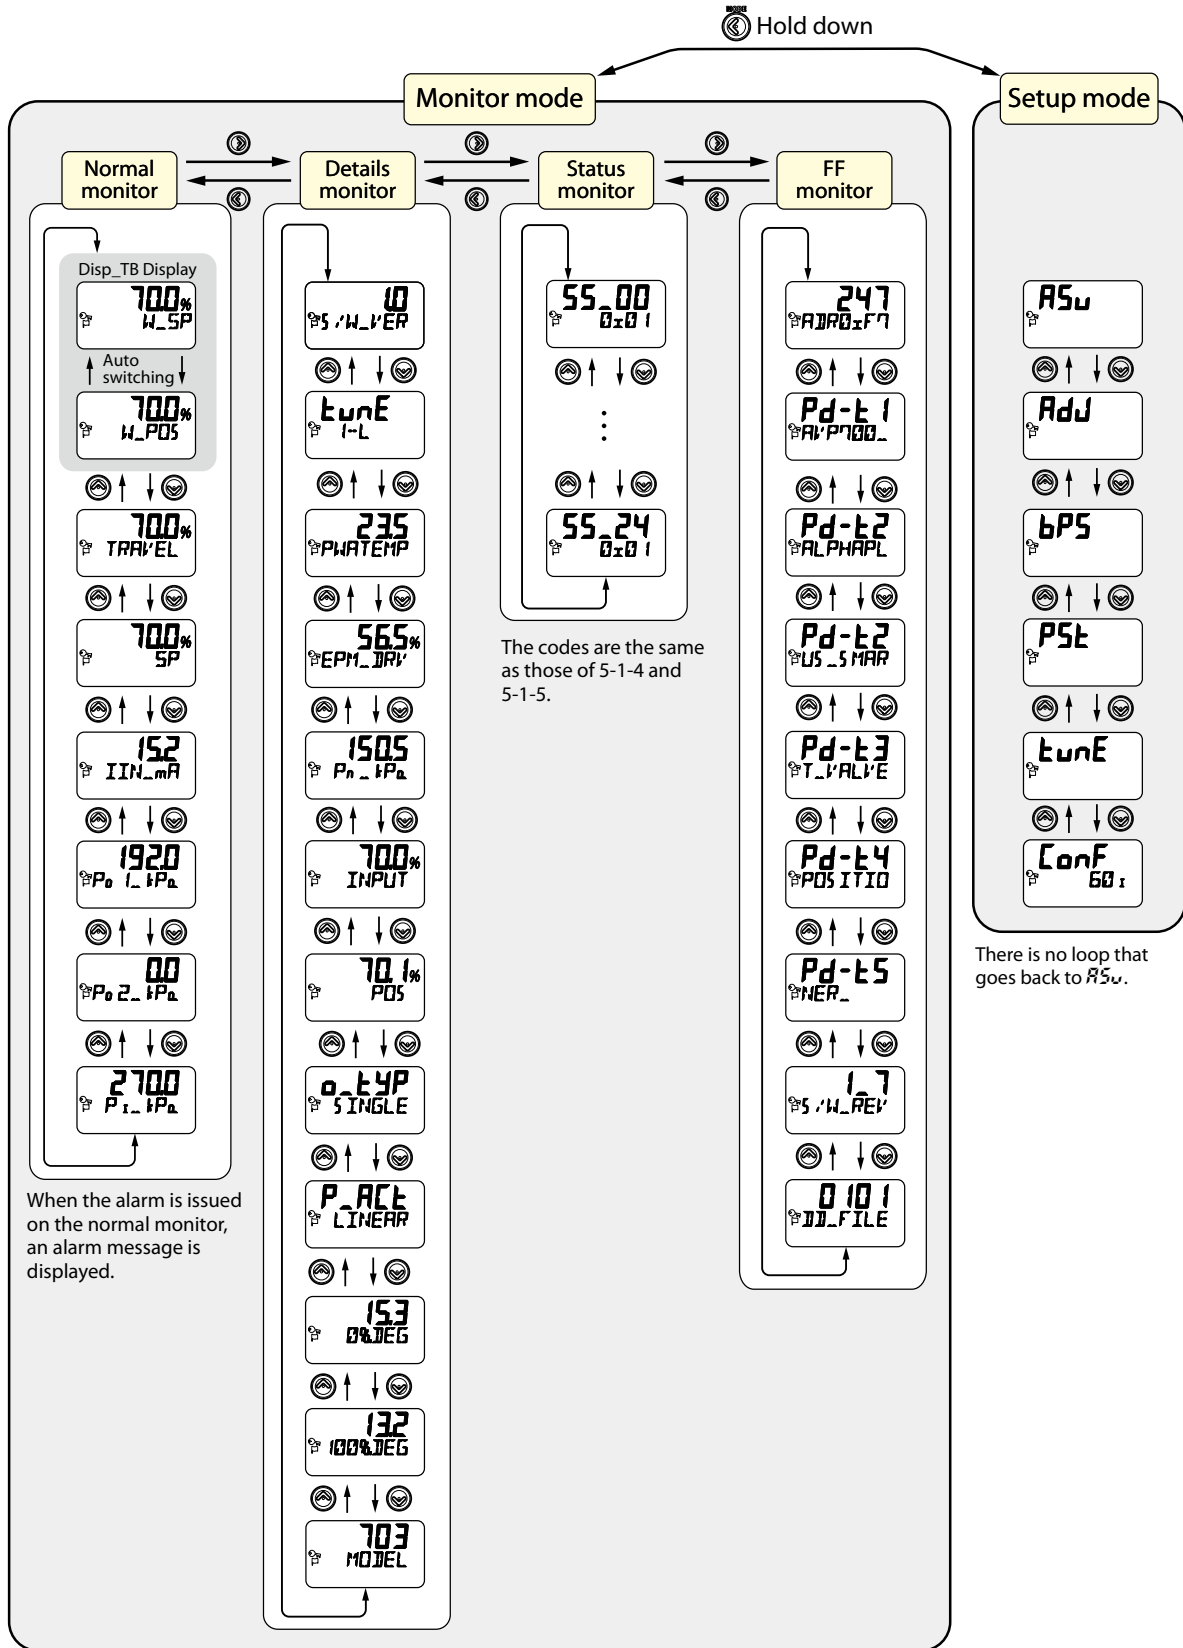 MODE
Hold down
Monitor mode
Setup mode
Normal
monitor
Details
monitor
Status
monitor
FF
monitor
Disp_TB Display
70.0%
W_SP
Auto
switching
70.0%
W_POS
70.0%
TRAVEL
70.0%
SP
15.2
IIN_mA
192.0
Po1_kPa
0.0
Po2_kPa
270.0
PI_kPa
When the alarm is issued
on the normal monitor,
an alarm message is
displayed.
1.0
S/W_VER
tunE
1--L
23.5
PWATEMP
56.5%
EPM_DRV
150.5
Pn_kPa
70.0%
INPUT
70.1%
POS
o_tYP
SINGLE
P_ACt
LINEAR
15.3
0%DEG
13.2
100%DEG
703
MODEL
SS_00
0x01
SS_24
0x01
The codes are the same
as those of 5-1-4 and
5-1-5.
247
ADR0xF7
Pd-t1
AVP700_
Pd-t2
ALPHAPL
Pd-t2
US_SMAR
Pd-t3
T_VALVE
Pd-t4
POSITIO
Pd-t5
NER_
1_7
S/W_REV
0101
DD_FILE
ASu
AdJ
bPS
PSt
tunE
ConF
60I
There is no loop that
goes back to ASu.